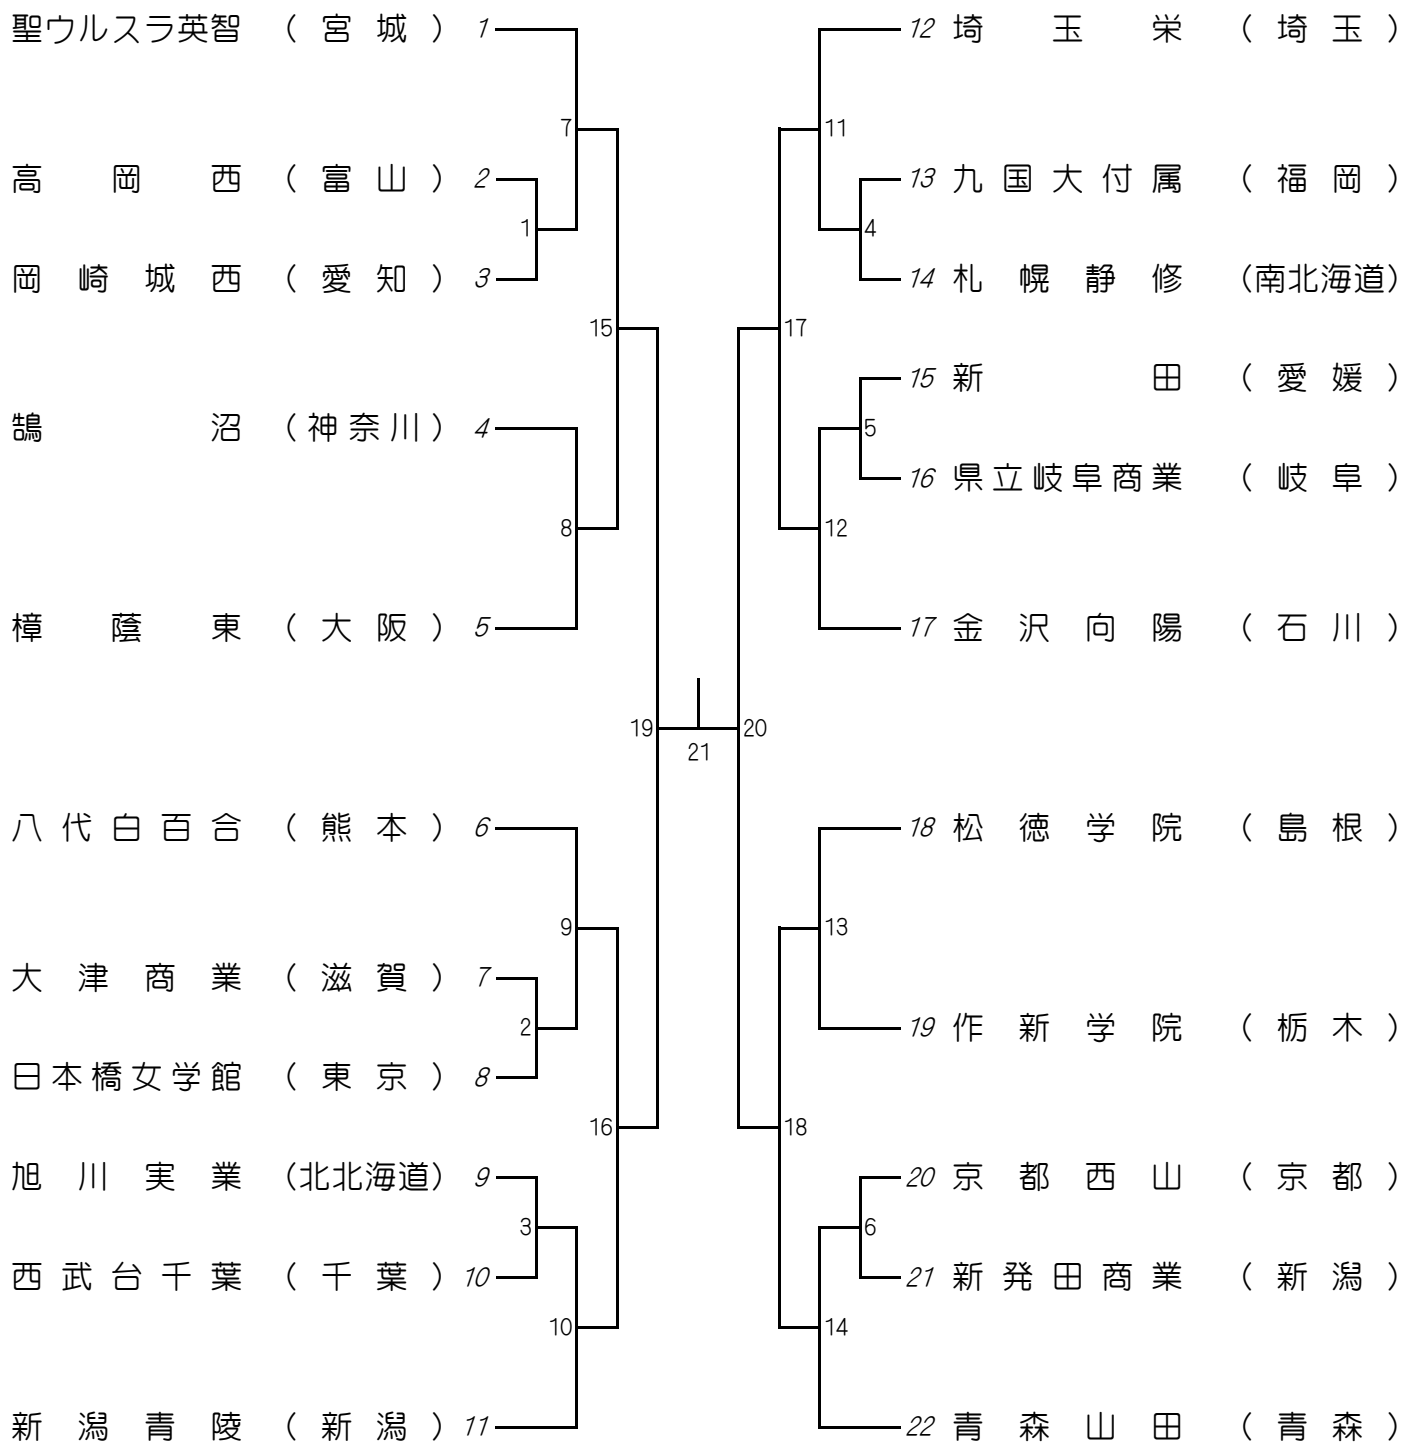 聖ウルスラ英智 (宮城) 1
7
高岡西 (富山) 2
1
岡崎城西 (愛知) 3
15
鵠沼 (神奈川) 4
8
樟蔭東 (大阪) 5
19
21
八代白百合 (熊本) 6
9
大津商業 (滋賀) 7
2
日本橋女学館 (東京) 8
16
旭川実業 (北北海道) 9
3
西武台千葉 (千葉) 10
10
新潟青陵 (新潟) 11
12 埼玉栄 (埼玉)
11
13 九国大付属 (福岡)
4
14 札幌静修 (南北海道)
17
15 新田 (愛媛)
5
16 県立岐阜商業 (岐阜)
12
17 金沢向陽 (石川)
20
18 松徳学院 (島根)
13
19 作新学院 (栃木)
18
20 京都西山 (京都)
6
21 新発田商業 (新潟)
14
22 青森山田 (青森)